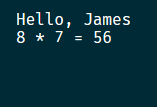 Hello, James
8 * 7 = 56